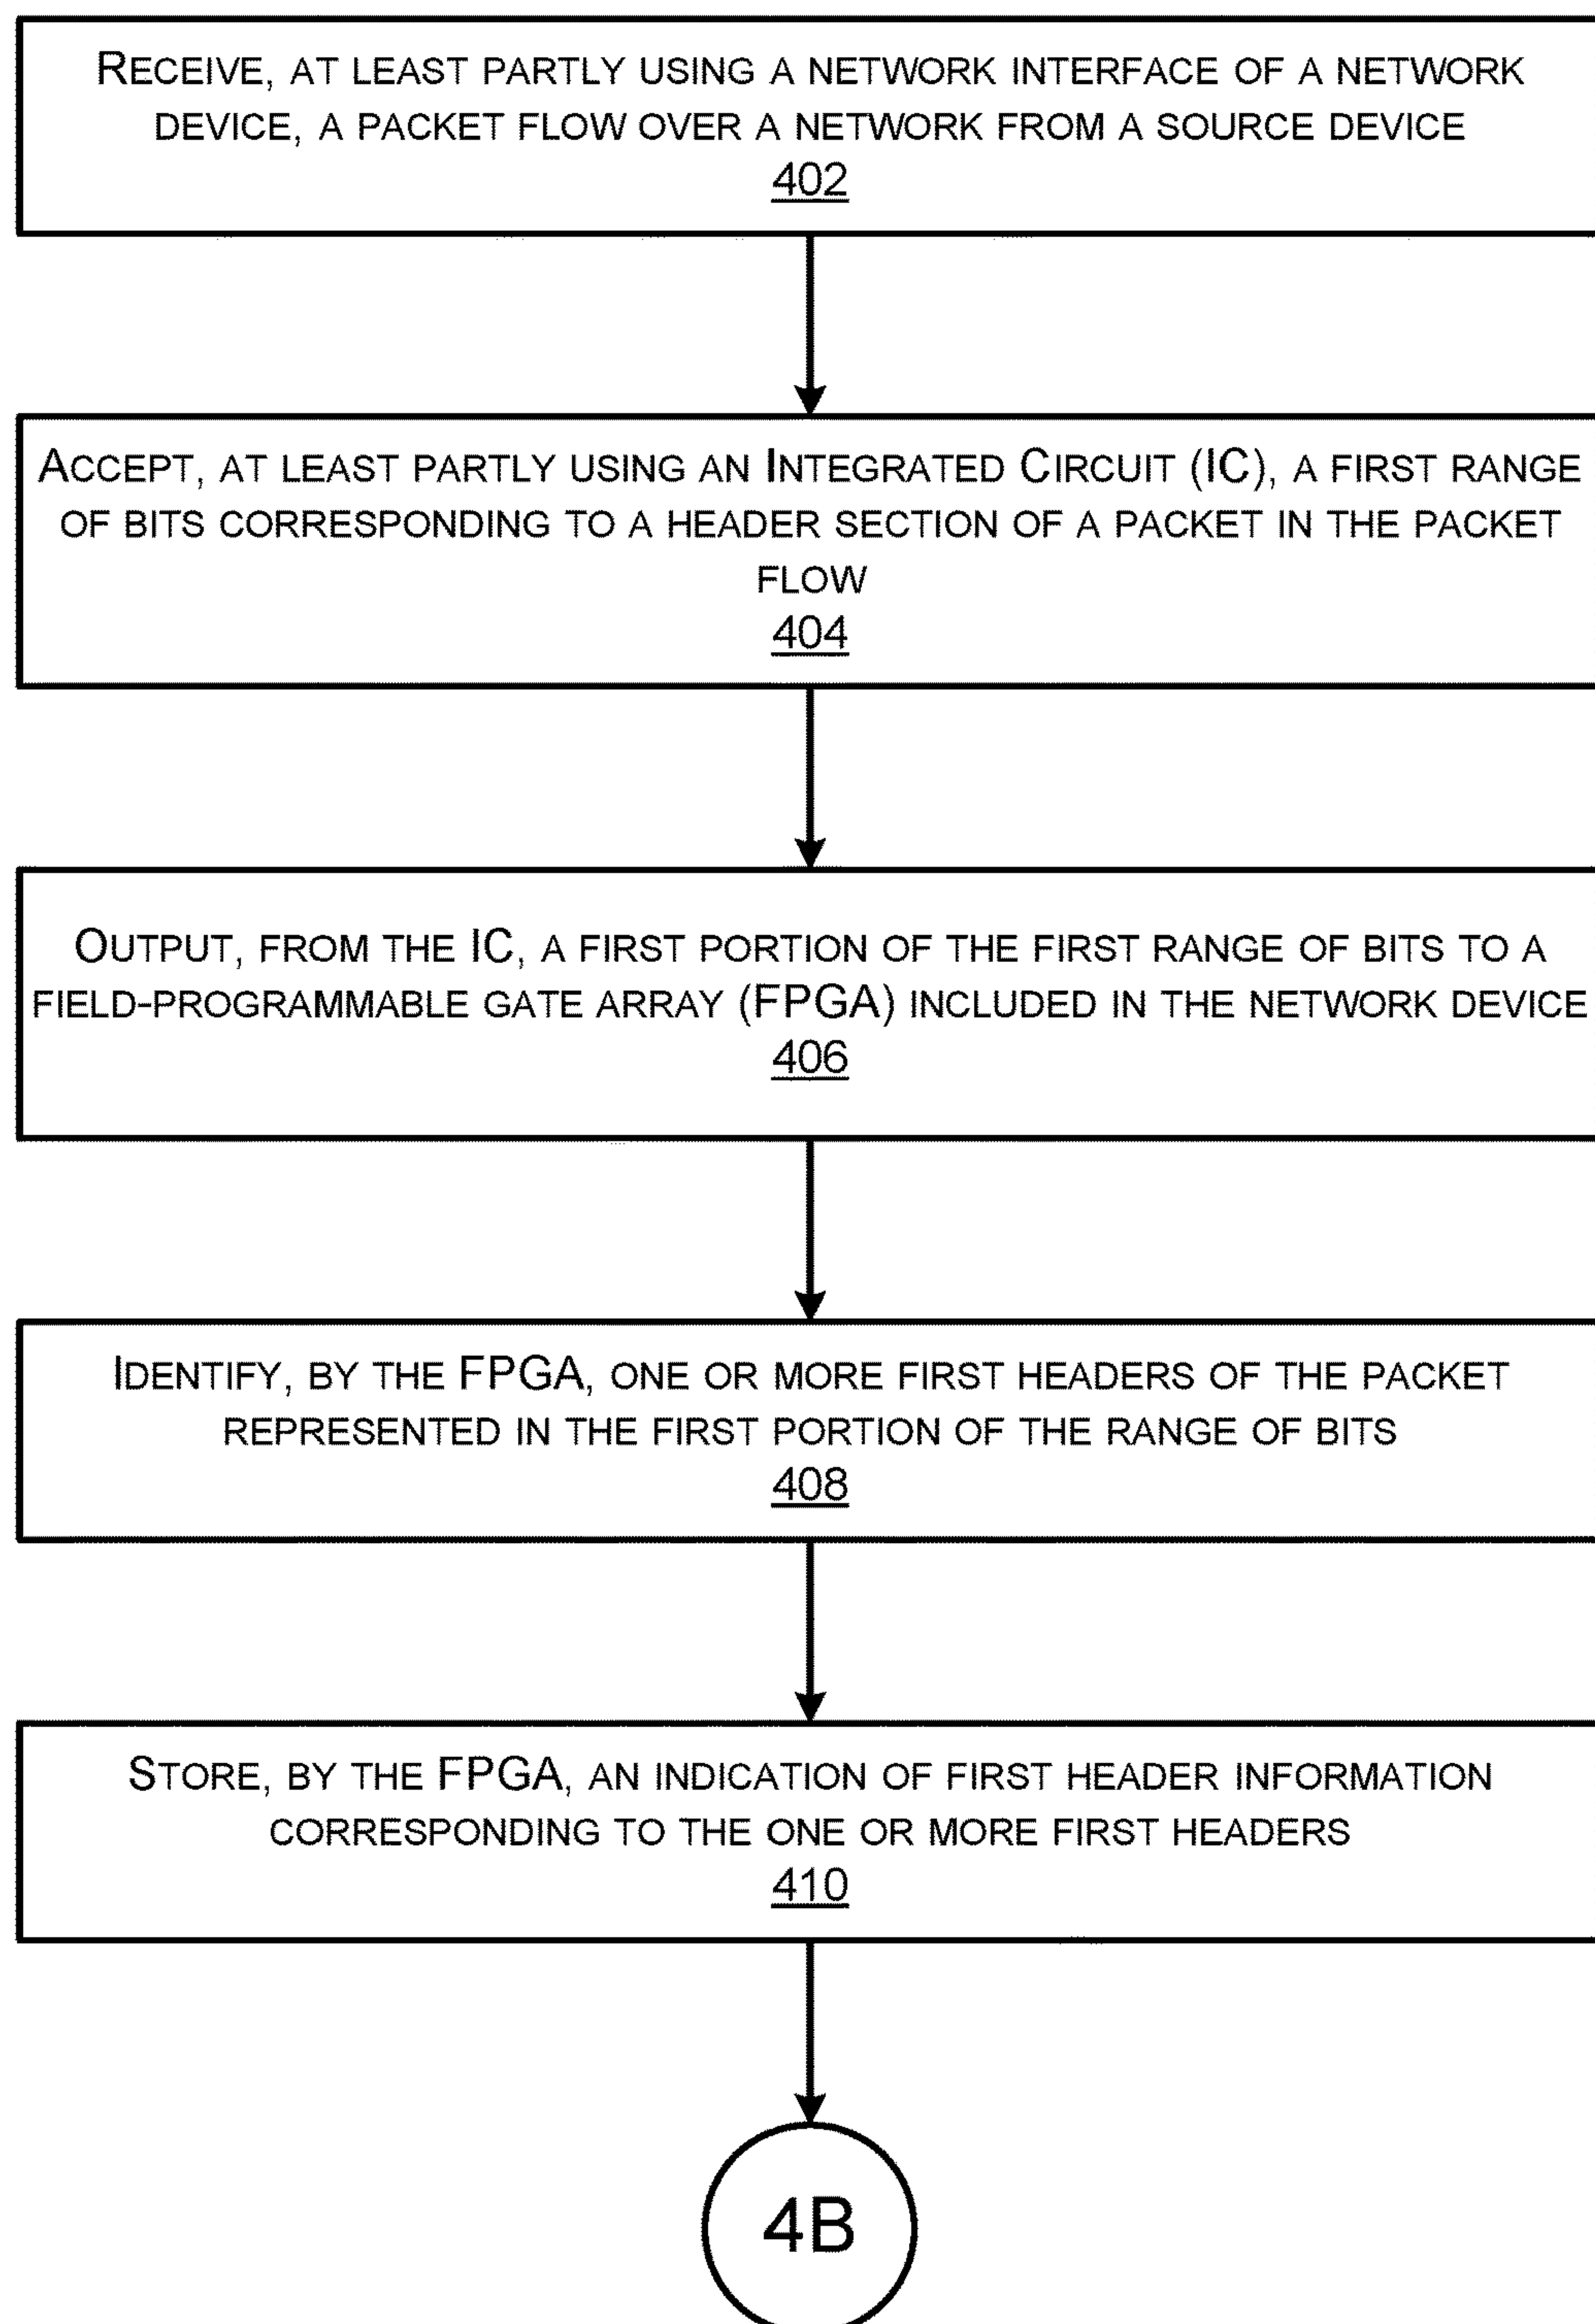 RECEIVE, AT LEAST PARTLY USING A NETWORK INTERFACE OF A NETWORK
DEVICE, A PACKET FLOW OVER A NETWORK FROM A SOURCE DEVICE
402
ACCEPT, AT LEAST PARTLY USING AN INTEGRATED CIRCUIT (IC), A FIRST RANGE
OF BITS CORRESPONDING TO A HEADER SECTION OF A PACKET IN THE PACKET
FLOW
404
OUTPUT, FROM THE IC, A FIRST PORTION OF THE FIRST RANGE OF BITS TO A
FIELD-PROGRAMMABLE GATE ARRAY (FPGA) INCLUDED IN THE NETWORK DEVICE
406
IDENTIFY, BY THE FPGA, ONE OR MORE FIRST HEADERS OF THE PACKET
REPRESENTED IN THE FIRST PORTION OF THE RANGE OF BITS
408
STORE, BY THE FPGA, AN INDICATION OF FIRST HEADER INFORMATION
CORRESPONDING TO THE ONE OR MORE FIRST HEADERS
410
4B